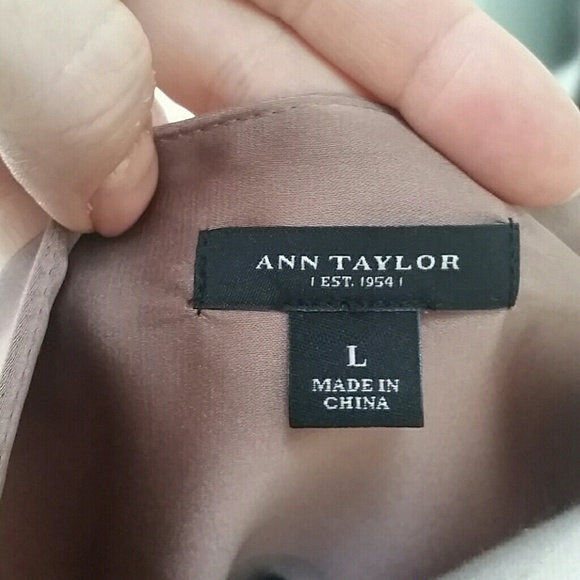 ANN TAYLOR
| EST. 1954 |
L
MADE IN
CHINA